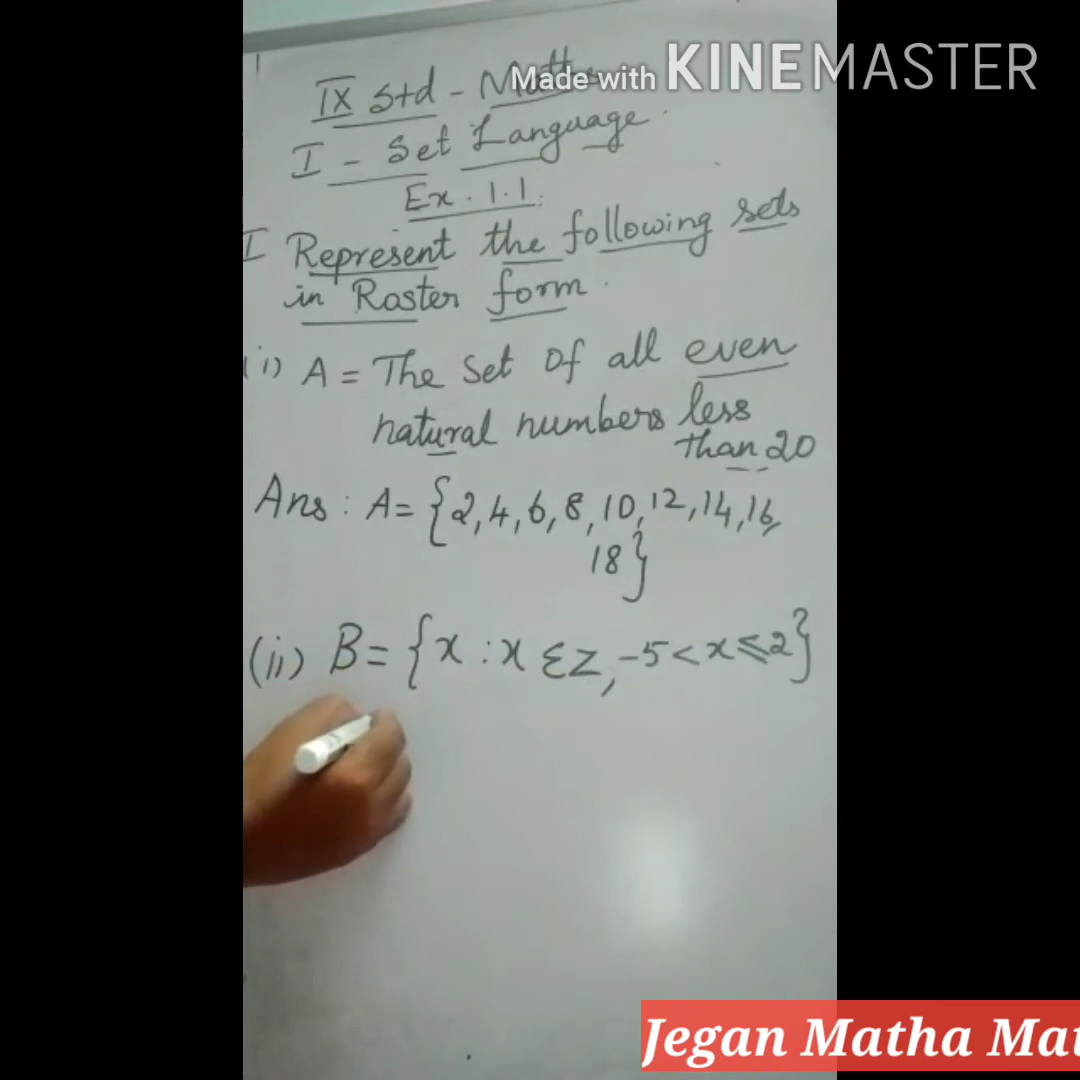 Made with KINEMASTER
IX Std - Maths
I - Set Language
Ex. 1.1.
I Represent the following sets
in Roster form.
(i) A = The set of all even
natural numbers less
than 20
Ans : A = {2, 4, 6, 8, 10, 12, 14, 16,
18}
(ii) B = {x : x ∈ Z, -5 < x ≤ 2}
Jegan Matha Mat